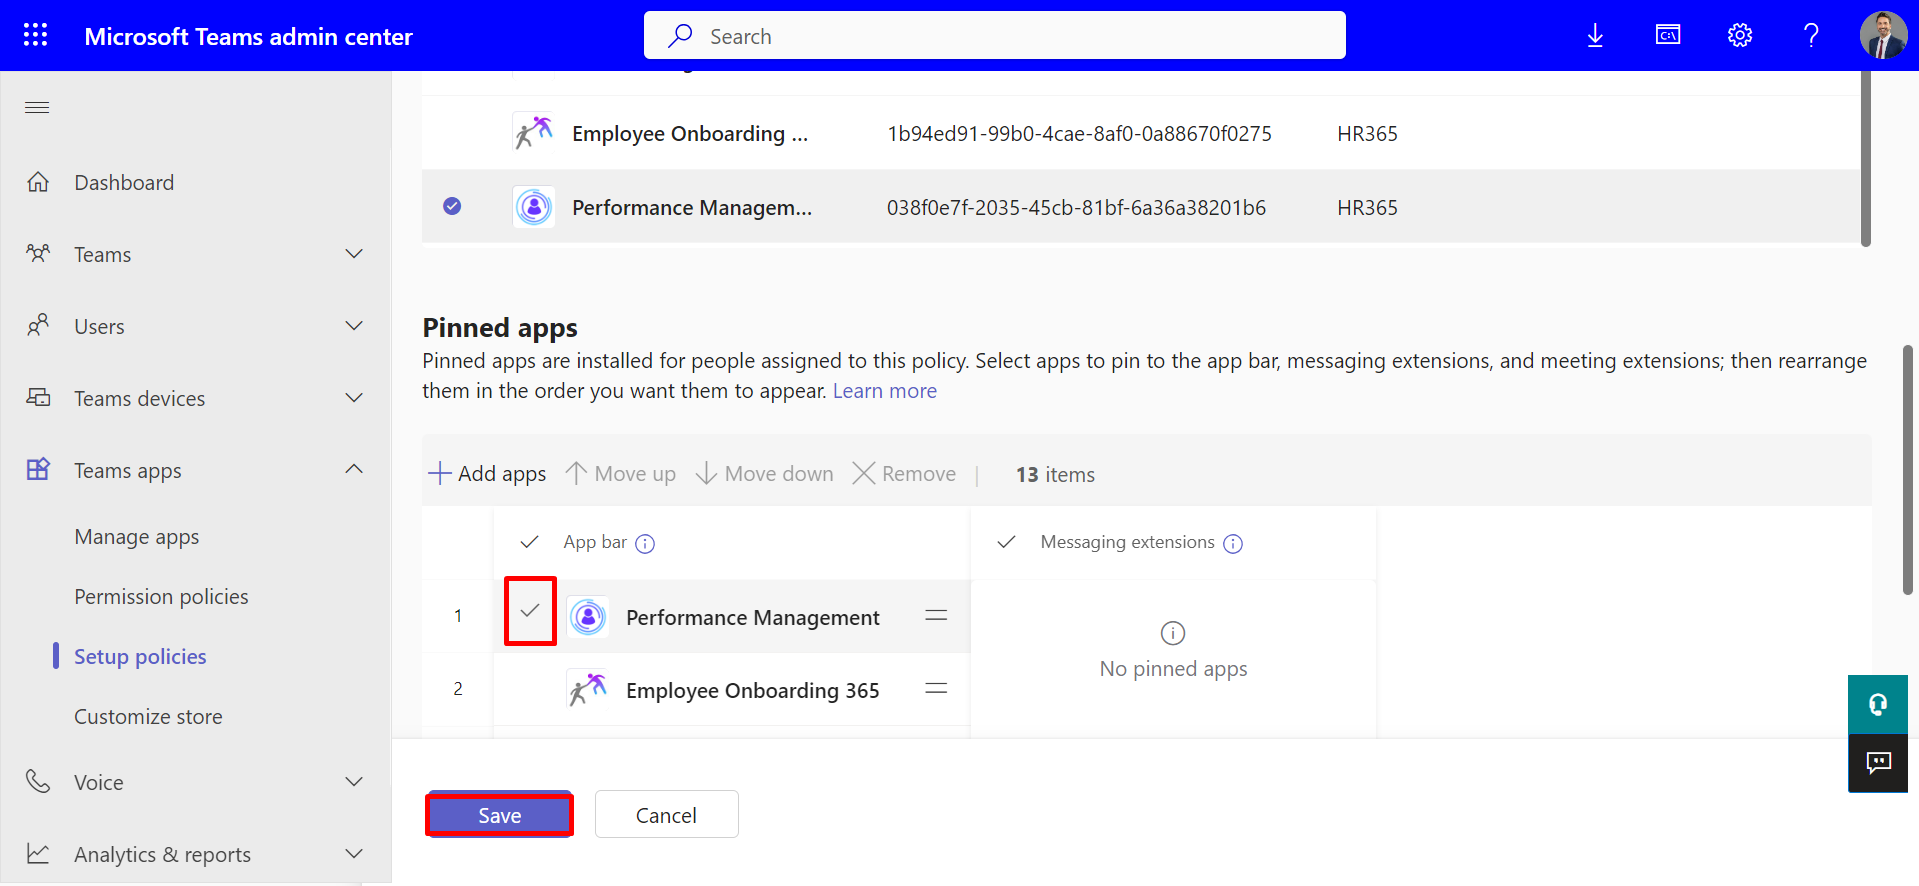 Microsoft Teams admin center
Search
Employee Onboarding ... 1b94ed91-99b0-4cae-8af0-0a88670f0275 HR365
Performance Managem... 038f0e7f-2035-45cb-81bf-6a36a38201b6 HR365
Dashboard
Teams
Users
Teams devices
Teams apps
Manage apps
Permission policies
Setup policies
Customize store
Voice
Analytics & reports
Pinned apps
Pinned apps are installed for people assigned to this policy. Select apps to pin to the app bar, messaging extensions, and meeting extensions; then rearrange
them in the order you want them to appear. Learn more
Add apps Move up Move down Remove | 13 items
App bar Messaging extensions
1 Performance Management
2 Employee Onboarding 365
No pinned apps
Save Cancel